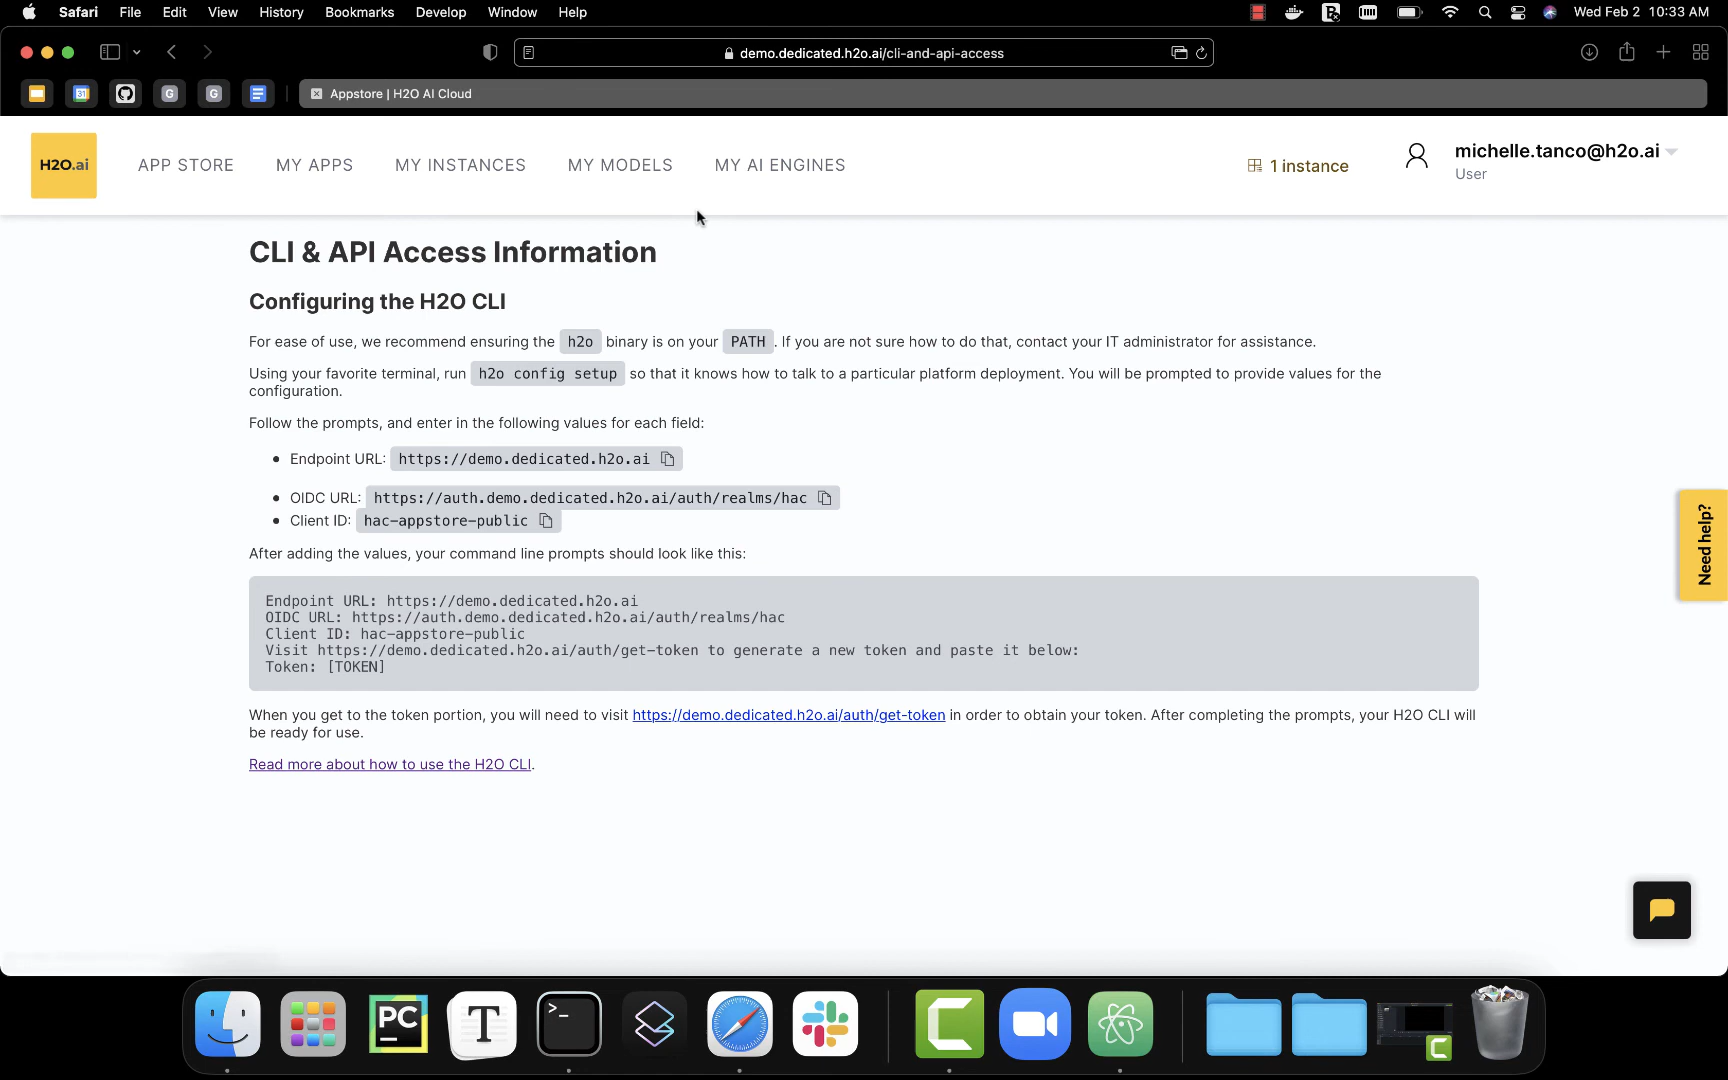 Safari File Edit View History Bookmarks Develop Window Help Wed Feb 2 10:33 AM
demo.dedicated.h2o.ai/cli-and-api-access
31 G G Appstore | H2O AI Cloud
H2O.ai APP STORE MY APPS MY INSTANCES MY MODELS MY AI ENGINES 1 instance michelle.tanco@h2o.ai
User
CLI & API Access Information
Configuring the H2O CLI
For ease of use, we recommend ensuring the h2o binary is on your PATH . If you are not sure how to do that, contact your IT administrator for assistance.
Using your favorite terminal, run h2o config setup so that it knows how to talk to a particular platform deployment. You will be prompted to provide values for the
configuration.
Follow the prompts, and enter in the following values for each field:
• Endpoint URL: https://demo.dedicated.h2o.ai
• OIDC URL: https://auth.demo.dedicated.h2o.ai/auth/realms/hac
• Client ID: hac-appstore-public
After adding the values, your command line prompts should look like this:
Endpoint URL: https://demo.dedicated.h2o.ai
OIDC URL: https://auth.demo.dedicated.h2o.ai/auth/realms/hac
Client ID: hac-appstore-public
Visit https://demo.dedicated.h2o.ai/auth/get-token to generate a new token and paste it below:
Token: [TOKEN]
When you get to the token portion, you will need to visit https://demo.dedicated.h2o.ai/auth/get-token in order to obtain your token. After completing the prompts, your H2O CLI will
be ready for use.
Read more about how to use the H2O CLI.
Need help?
PC T >_ C
C